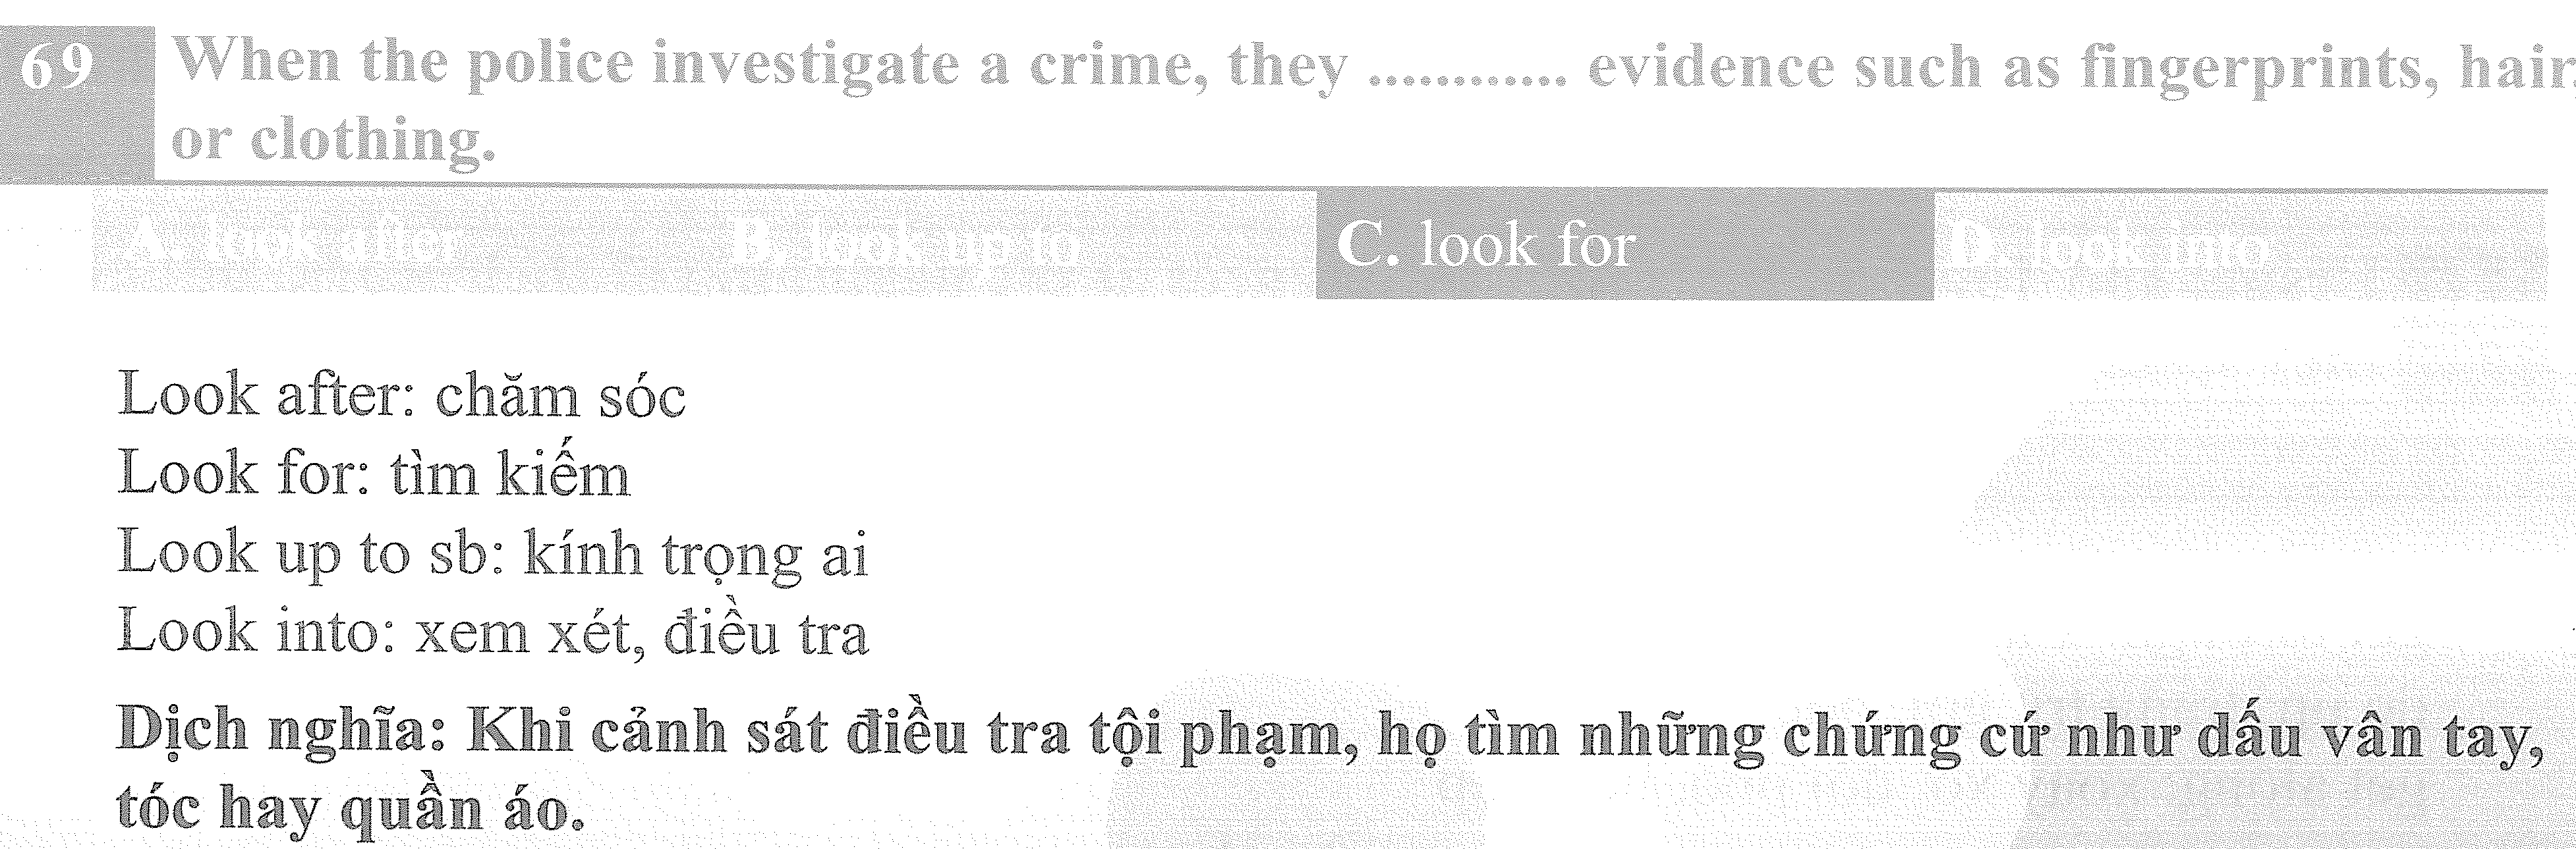 69 When the police investigate a crime, they ............ evidence such as fingerprints, hair,
or clothing.
A. look after B. look up to C. look for D. look into
Look after: chăm sóc
Look for: tìm kiếm
Look up to sb: kính trọng ai
Look into: xem xét, điều tra
Dịch nghĩa: Khi cảnh sát điều tra tội phạm, họ tìm những chứng cứ như dấu vân tay,
tóc hay quần áo.